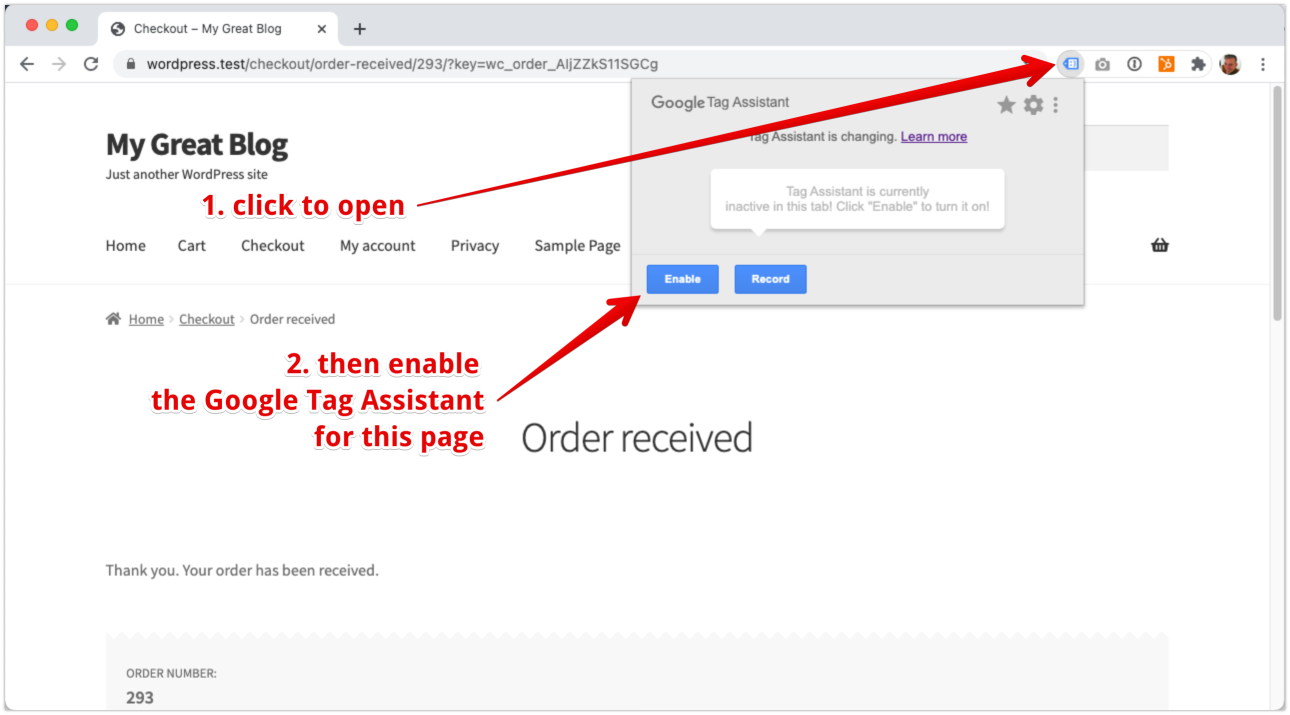 Checkout – My Great Blog
wordpress.test/checkout/order-received/293/?key=wc_order_AIjZZkS11SGCg
Google Tag Assistant
Tag Assistant is changing. Learn more
My Great Blog
Just another WordPress site
1. click to open
Tag Assistant is currently
inactive in this tab! Click "Enable" to turn it on!
Home Cart Checkout My account Privacy Sample Page
Enable Record
Home > Checkout > Order received
2. then enable
the Google Tag Assistant
for this page
Order received
Thank you. Your order has been received.
ORDER NUMBER:
293